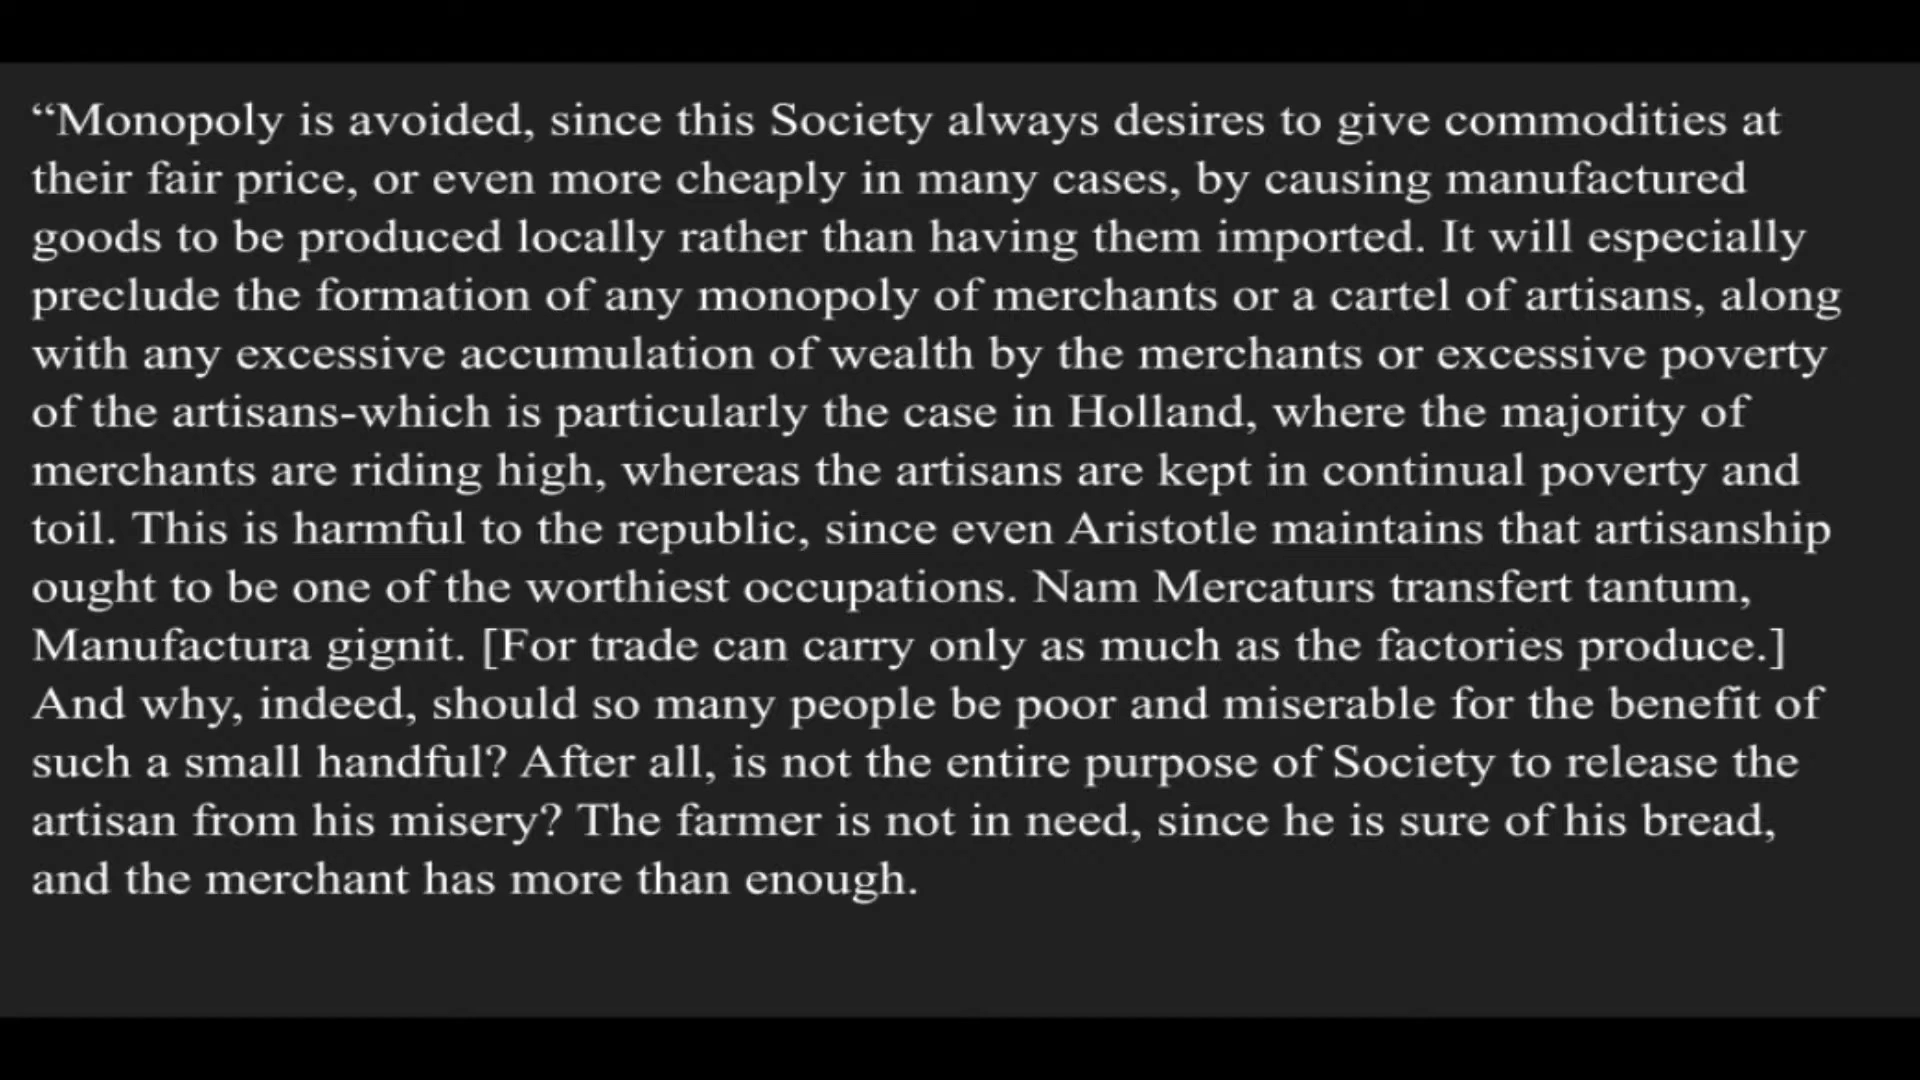 “Monopoly is avoided, since this Society always desires to give commodities at
their fair price, or even more cheaply in many cases, by causing manufactured
goods to be produced locally rather than having them imported. It will especially
preclude the formation of any monopoly of merchants or a cartel of artisans, along
with any excessive accumulation of wealth by the merchants or excessive poverty
of the artisans-which is particularly the case in Holland, where the majority of
merchants are riding high, whereas the artisans are kept in continual poverty and
toil. This is harmful to the republic, since even Aristotle maintains that artisanship
ought to be one of the worthiest occupations. Nam Mercaturs transfert tantum,
Manufactura gignit. [For trade can carry only as much as the factories produce.]
And why, indeed, should so many people be poor and miserable for the benefit of
such a small handful? After all, is not the entire purpose of Society to release the
artisan from his misery? The farmer is not in need, since he is sure of his bread,
and the merchant has more than enough.